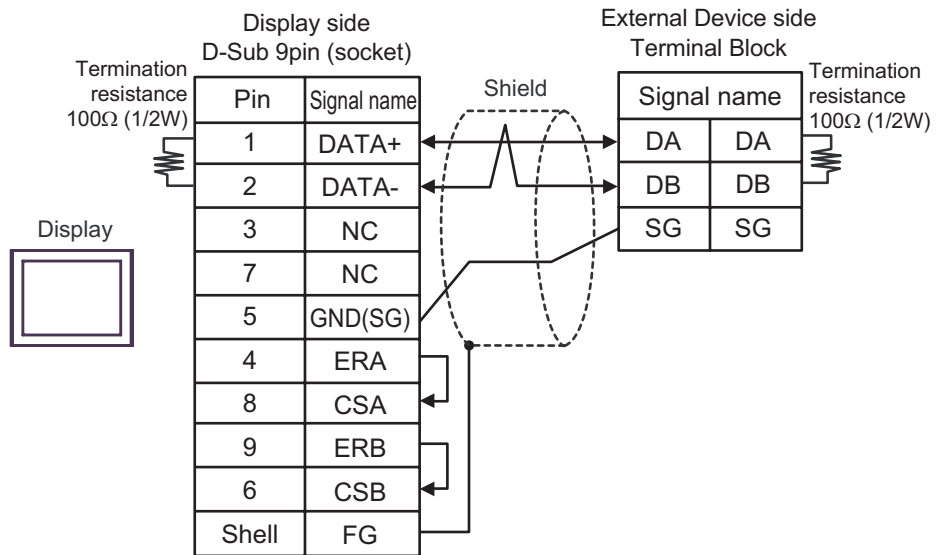 Display side
D-Sub 9pin (socket)
External Device side
Terminal Block
Termination
resistance
100Ω (1/2W)
Shield
Termination
resistance
100Ω (1/2W)
Pin Signal name
1 DATA+
2 DATA-
3 NC
7 NC
5 GND(SG)
4 ERA
8 CSA
9 ERB
6 CSB
Shell FG
Signal name
DA DA
DB DB
SG SG
Display